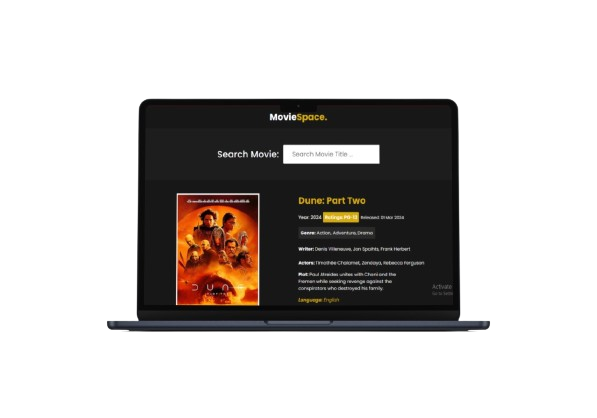 MovieSpace.
Search Movie: Search Movie Title ...
Dune: Part Two
Year 2024 Ratings PG-13 Released: 01 Mar 2024
Genre: Action, Adventure, Drama
Writer: Denis Villeneuve, Jon Spaihts, Frank Herbert
Actors: Timothée Chalamet, Zendaya, Rebecca Ferguson
Plot: Paul Atreides unites with Chani and the
Fremen while seeking revenge against the
conspirators who destroyed his family.
Language: English
DUNE
Activate